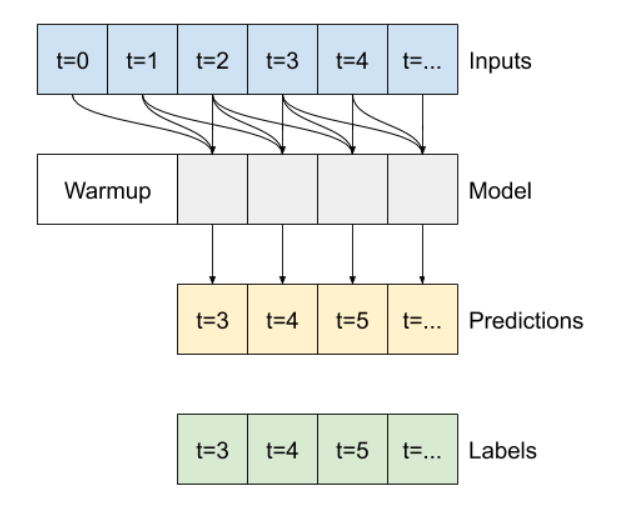 t=0 t=1 t=2 t=3 t=4 t=... Inputs
Warmup Model
t=3 t=4 t=5 t=... Predictions
t=3 t=4 t=5 t=... Labels